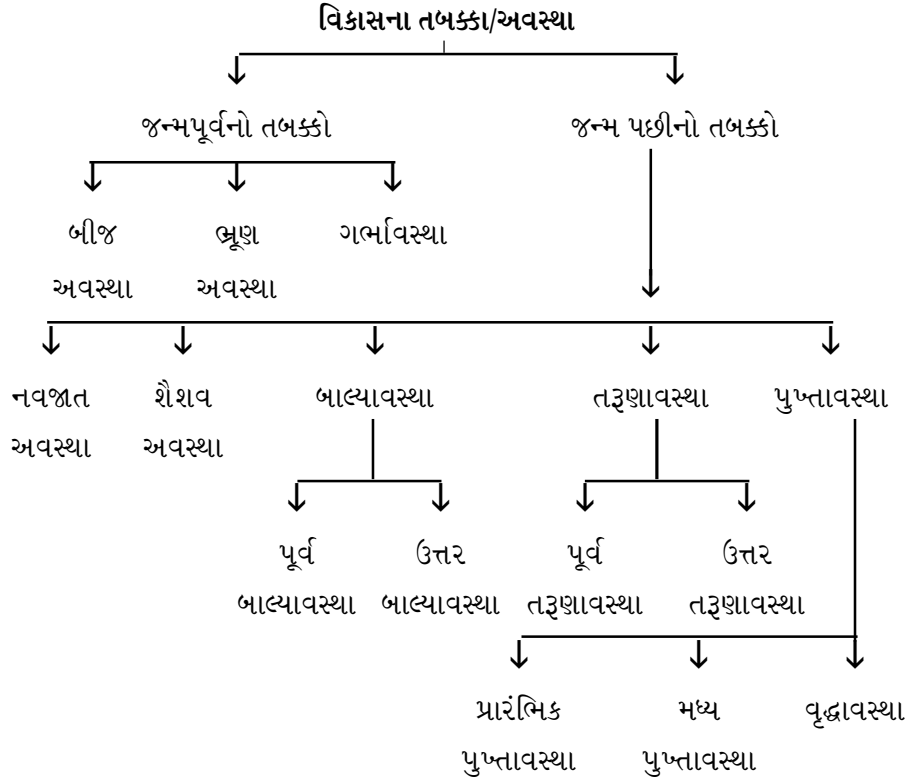 વિકાસના તબક્કા/અવસ્થા
જન્મપૂર્વનો તબક્કો
જન્મ પછીનો તબક્કો
બીજ
અવસ્થા
ભ્રૂણ
અવસ્થા
ગર્ભાવસ્થા
નવજાત
અવસ્થા
શૈશવ
અવસ્થા
બાલ્યાવસ્થા
તરૂણાવસ્થા
પુખ્તાવસ્થા
પૂર્વ
બાલ્યાવસ્થા
ઉત્તર
બાલ્યાવસ્થા
પૂર્વ
તરૂણાવસ્થા
ઉત્તર
તરૂણાવસ્થા
પ્રારંભિક
પુખ્તાવસ્થા
મધ્ય
પુખ્તાવસ્થા
વૃદ્ધાવસ્થા